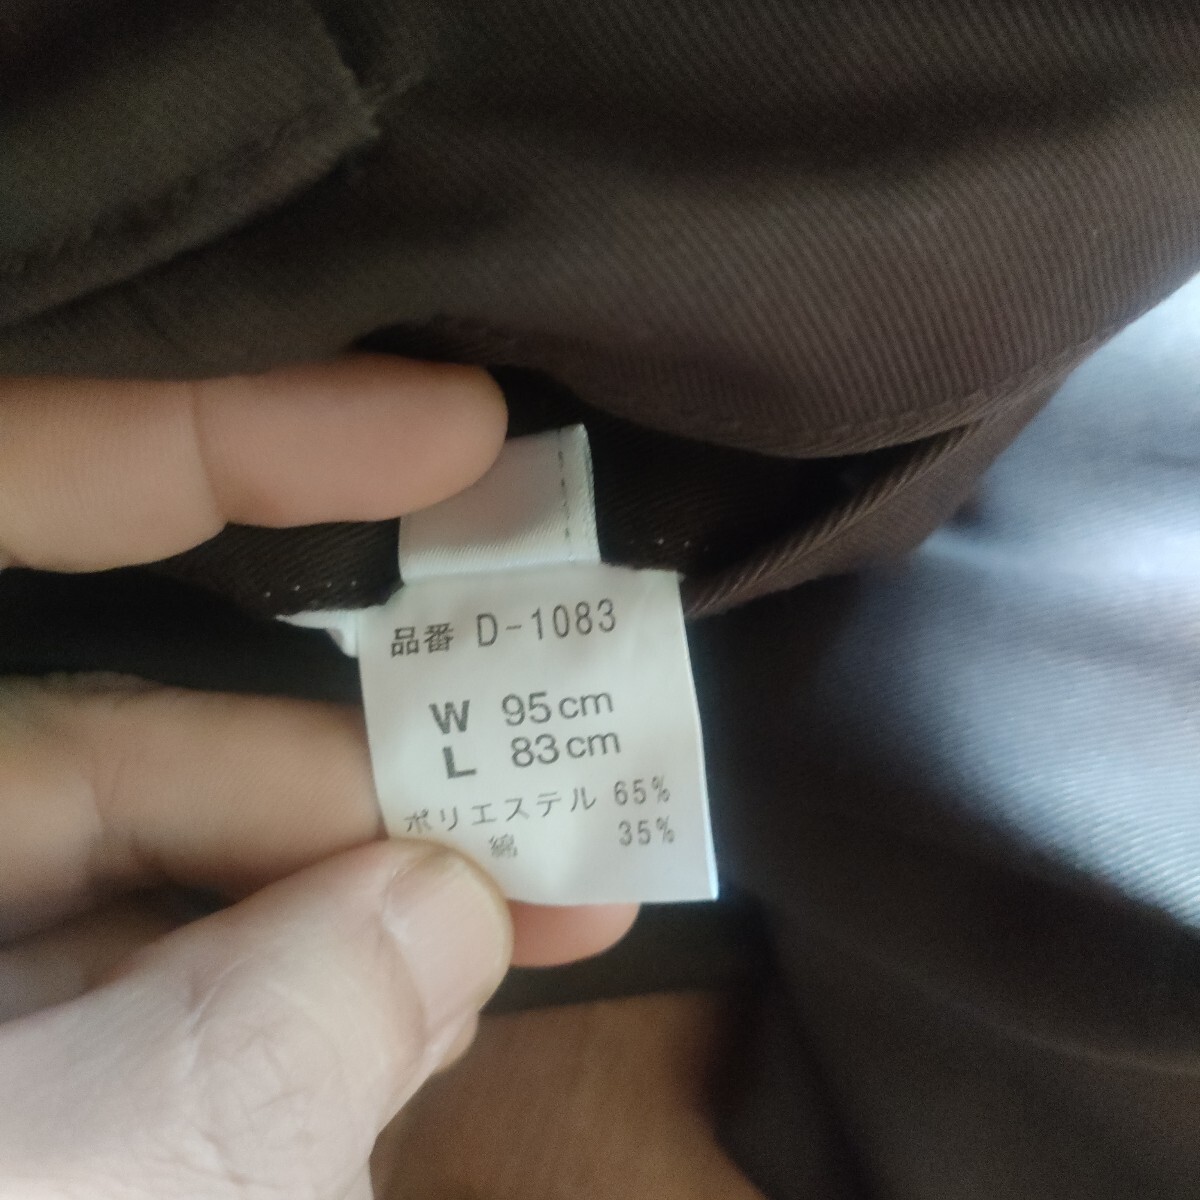 品番 D-1083
W 95cm
L 83cm
ポリエステル 65%
綿 35%